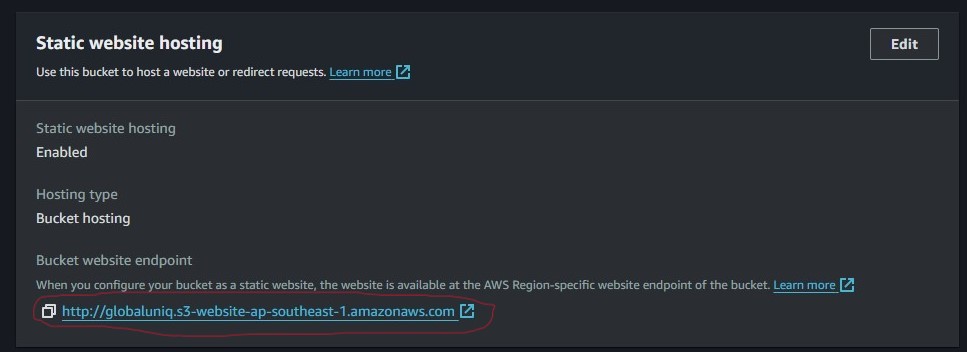 Static website hosting
Edit
Use this bucket to host a website or redirect requests. Learn more
Static website hosting
Enabled
Hosting type
Bucket hosting
Bucket website endpoint
When you configure your bucket as a static website, the website is available at the AWS Region-specific website endpoint of the bucket. Learn more
http://globaluniq.s3-website-ap-southeast-1.amazonaws.com